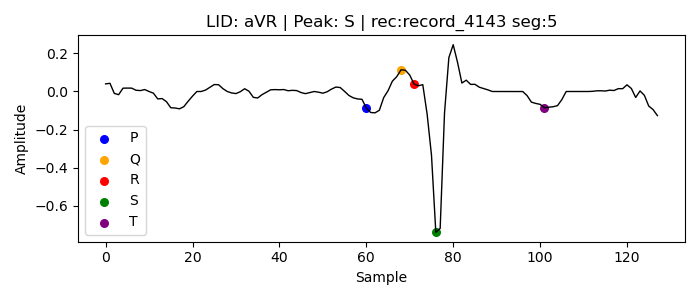 LID: aVR | Peak: S | rec:record_4143 seg:5
Amplitude
0.2
0.0
−0.2
−0.4
−0.6
P
Q
R
S
T
0 20 40 60 80 100 120
Sample